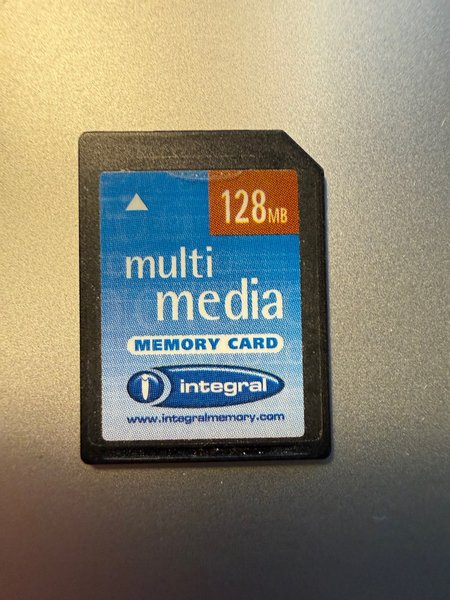 128MB
multi
media
MEMORY CARD
i integral
www.integralmemory.com